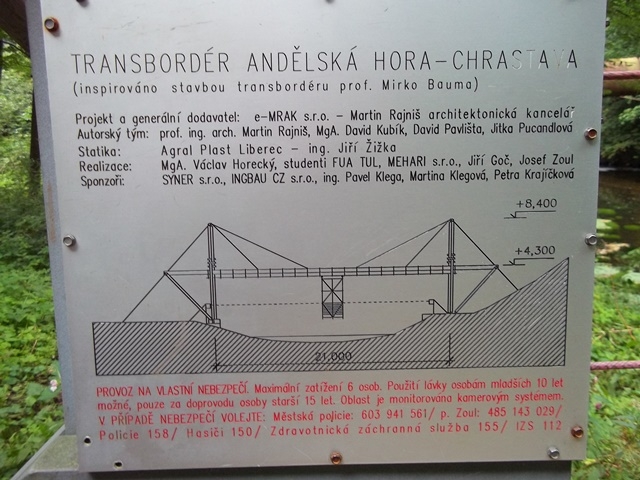 TRANSBORDÉR ANDĚLSKÁ HORA-CHRASTAVA
(inspirováno stavbou transbordéru prof. Mirko Bauma)
Projekt a generální dodavatel: e-MRAK s.r.o. – Martin Rajniš architektonická kancelář
Autorský tým: prof. ing. arch. Martin Rajniš, MgA. David Kubík, David Pavlišta, Jitka Pucandlová
Statika: Agral Plast Liberec – ing. Jiří Žižka
Realizace: MgA. Václav Horecký, studenti FUA TUL, MEHARI s.r.o., Jiří Goč, Josef Zoul
Sponzoři: SYNER s.r.o., INGBAU CZ s.r.o., ing. Pavel Klega, Martina Klegová, Petra Krajíčková
+8,400
+4,300
21,000
PROVOZ NA VLASTNÍ NEBEZPEČÍ. Maximální zatížení 6 osob. Použití lávky osobám mladších 10 let
možné, pouze za doprovodu osoby starší 15 let. Oblast je monitorována kamerovým systémem.
V PŘÍPADĚ NEBEZPEČÍ VOLEJTE: Městská policie: 603 941 561/ p. Zoul: 485 143 029/
Policie 158/ Hasiči 150/ Zdravotnická záchranná služba 155/ IZS 112